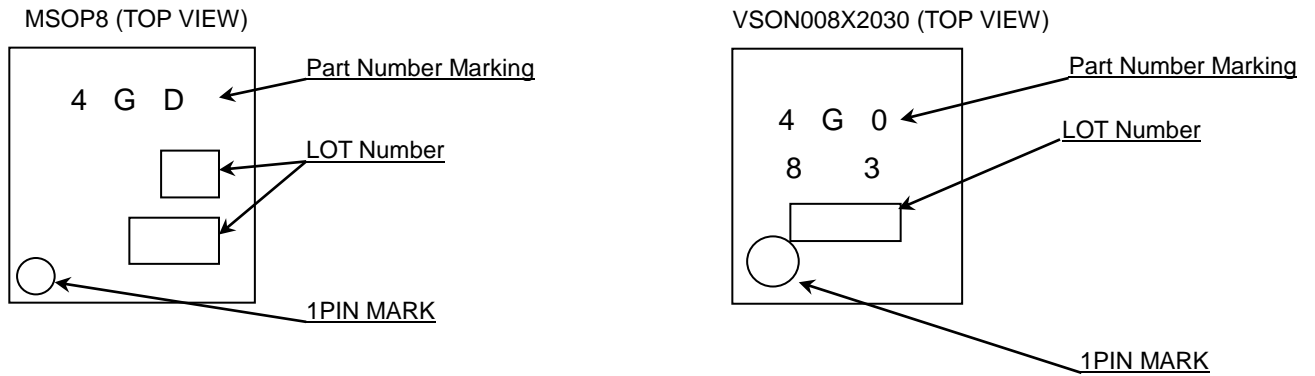 MSOP8 (TOP VIEW)
4 G D
Part Number Marking
LOT Number
1PIN MARK
VSON008X2030 (TOP VIEW)
4 G 0
8 3
Part Number Marking
LOT Number
1PIN MARK